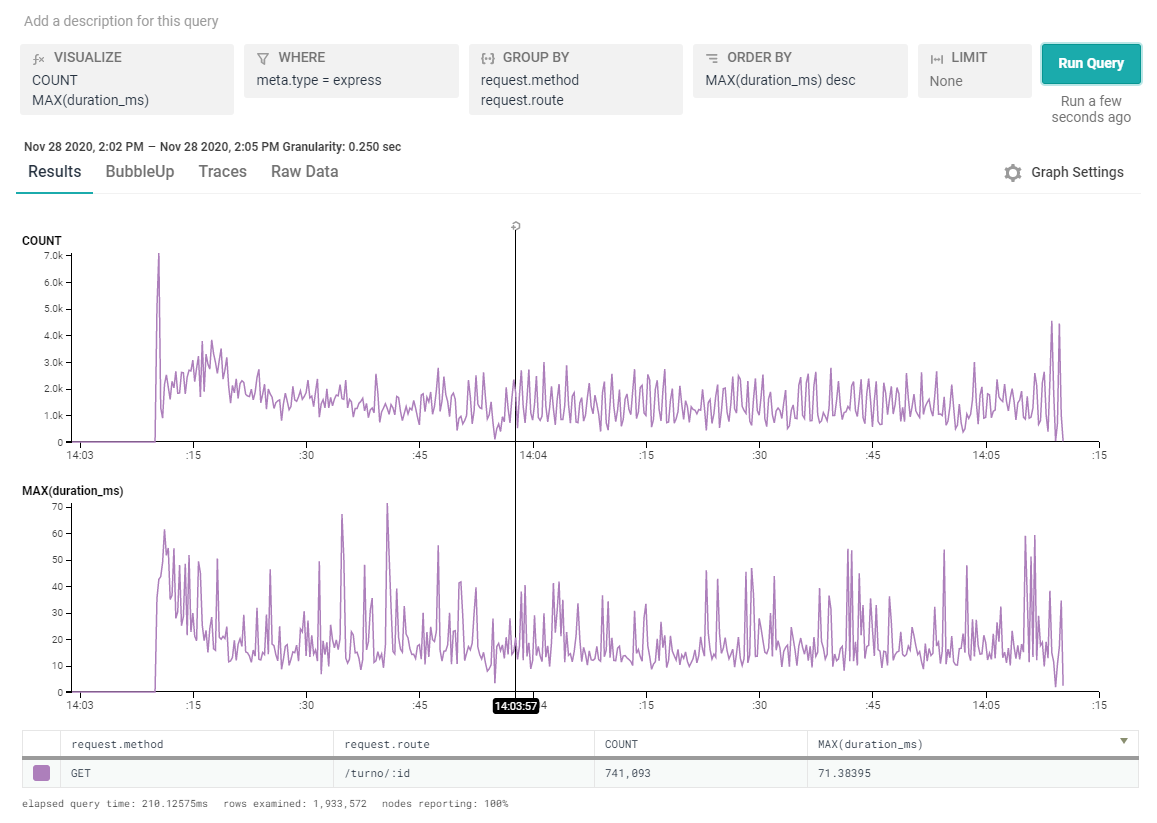 Add a description for this query
VISUALIZE
COUNT
MAX(duration_ms)
WHERE
meta.type = express
GROUP BY
request.method
request.route
ORDER BY
MAX(duration_ms) desc
LIMIT
None
Run Query
Run a few
seconds ago
Nov 28 2020, 2:02 PM — Nov 28 2020, 2:05 PM Granularity: 0.250 sec
Results BubbleUp Traces Raw Data Graph Settings
COUNT
7.0k
6.0k
5.0k
4.0k
3.0k
2.0k
1.0k
0
14:03 :15 :30 :45 14:04 :15 :30 :45 14:05 :15
MAX(duration_ms)
70
60
50
40
30
20
10
0
14:03 :15 :30 :45 14:03:57 4 :15 :30 :45 14:05 :15
request.method request.route COUNT MAX(duration_ms)
GET /turno/:id 741,093 71.38395
elapsed query time: 210.12575ms rows examined: 1,933,572 nodes reporting: 100%